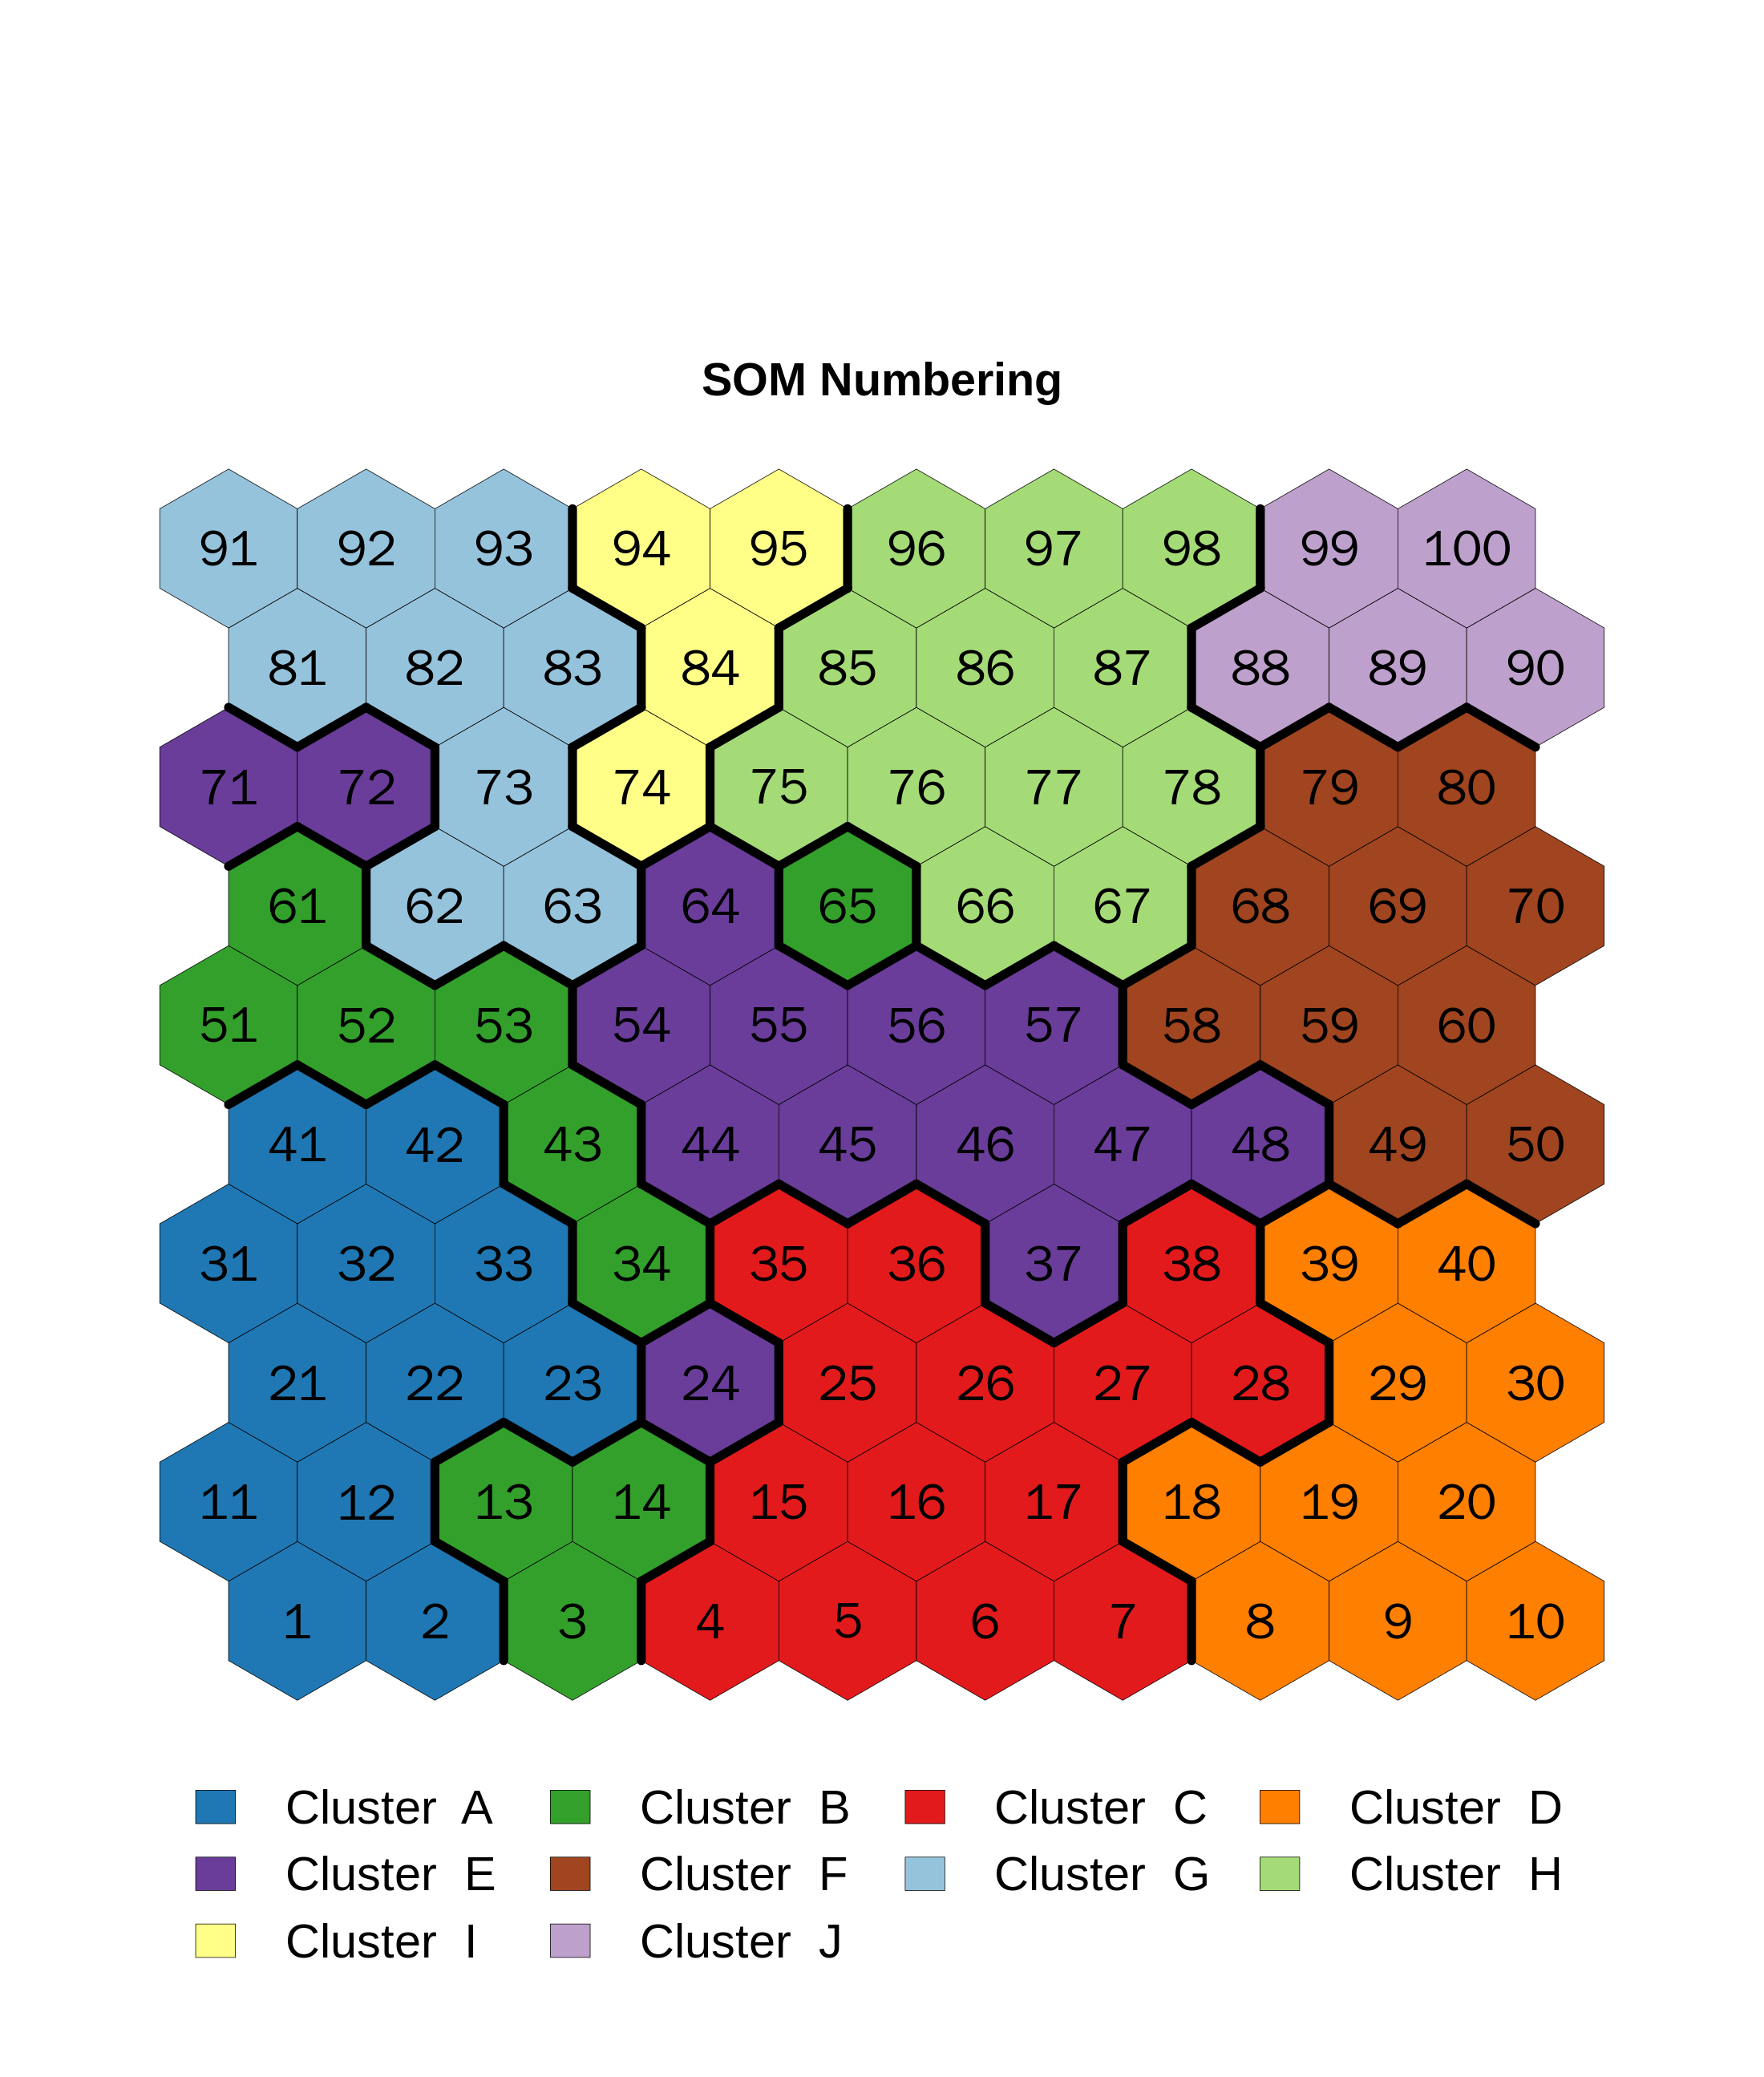 SOM Numbering
91 92 93 94 95 96 97 98 99 100
81 82 83 84 85 86 87 88 89 90
71 72 73 74 75 76 77 78 79 80
61 62 63 64 65 66 67 68 69 70
51 52 53 54 55 56 57 58 59 60
41 42 43 44 45 46 47 48 49 50
31 32 33 34 35 36 37 38 39 40
21 22 23 24 25 26 27 28 29 30
11 12 13 14 15 16 17 18 19 20
1 2 3 4 5 6 7 8 9 10
Cluster A Cluster B Cluster C Cluster D
Cluster E Cluster F Cluster G Cluster H
Cluster I Cluster J